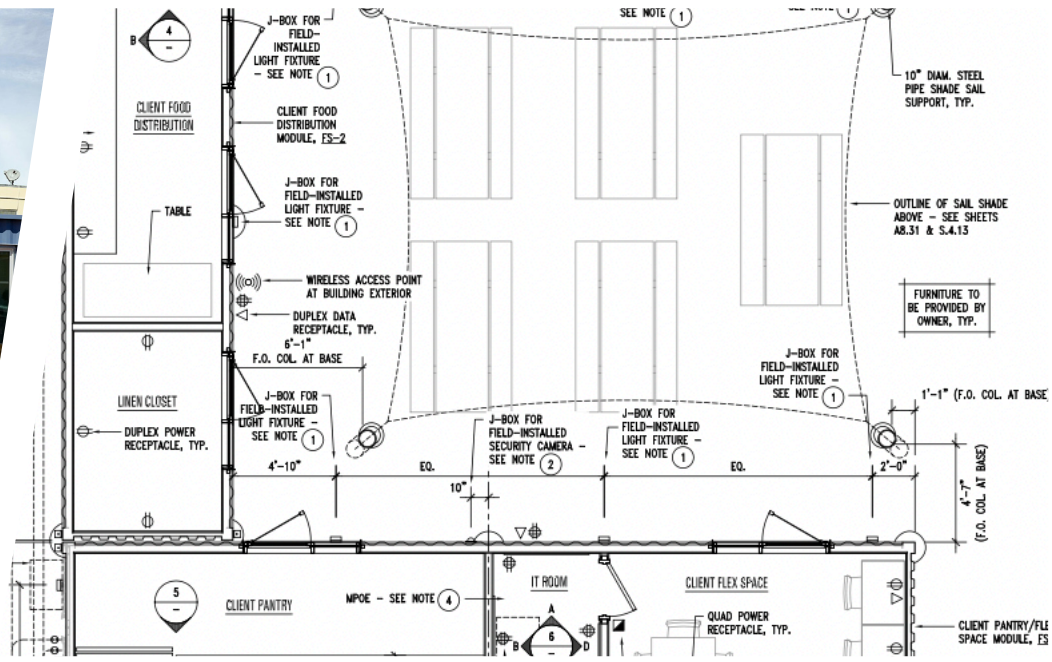 J-BOX FOR
FIELD-
INSTALLED
LIGHT FIXTURE
- SEE NOTE 1
SEE NOTE 1
1
4
B
-
CLIENT FOOD
DISTRIBUTION
CLIENT FOOD
DISTRIBUTION
MODULE, FS-2
10" DIAM. STEEL
PIPE SHADE SAIL
SUPPORT, TYP.
J-BOX FOR
FIELD-INSTALLED
LIGHT FIXTURE -
SEE NOTE 1
TABLE
OUTLINE OF SAIL SHADE
ABOVE - SEE SHEETS
A8.31 & S.4.13
WIRELESS ACCESS POINT
AT BUILDING EXTERIOR
FURNITURE TO
BE PROVIDED BY
OWNER, TYP.
DUPLEX DATA
RECEPTACLE, TYP.
6'-1"
F.O. COL. AT BASE
J-BOX FOR
FIELD-INSTALLED
LIGHT FIXTURE -
SEE NOTE 1
1'-1" (F.O. COL. AT BASE
LINEN CLOSET
DUPLEX POWER
RECEPTACLE, TYP.
J-BOX FOR
FIELD-INSTALLED
LIGHT FIXTURE -
SEE NOTE 1
J-BOX FOR
FIELD-INSTALLED
SECURITY CAMERA -
SEE NOTE 2
J-BOX FOR
FIELD-INSTALLED
LIGHT FIXTURE -
SEE NOTE 1
4'-10"
EQ.
EQ.
2'-0"
10"
4'-7"
(F.O. COL. AT BASE)
5
-
CLIENT PANTRY
MPOE - SEE NOTE 4
IT ROOM
CLIENT FLEX SPACE
A
B
6
D
-
QUAD POWER
RECEPTACLE, TYP.
CLIENT PANTRY/FLE
SPACE MODULE, FS